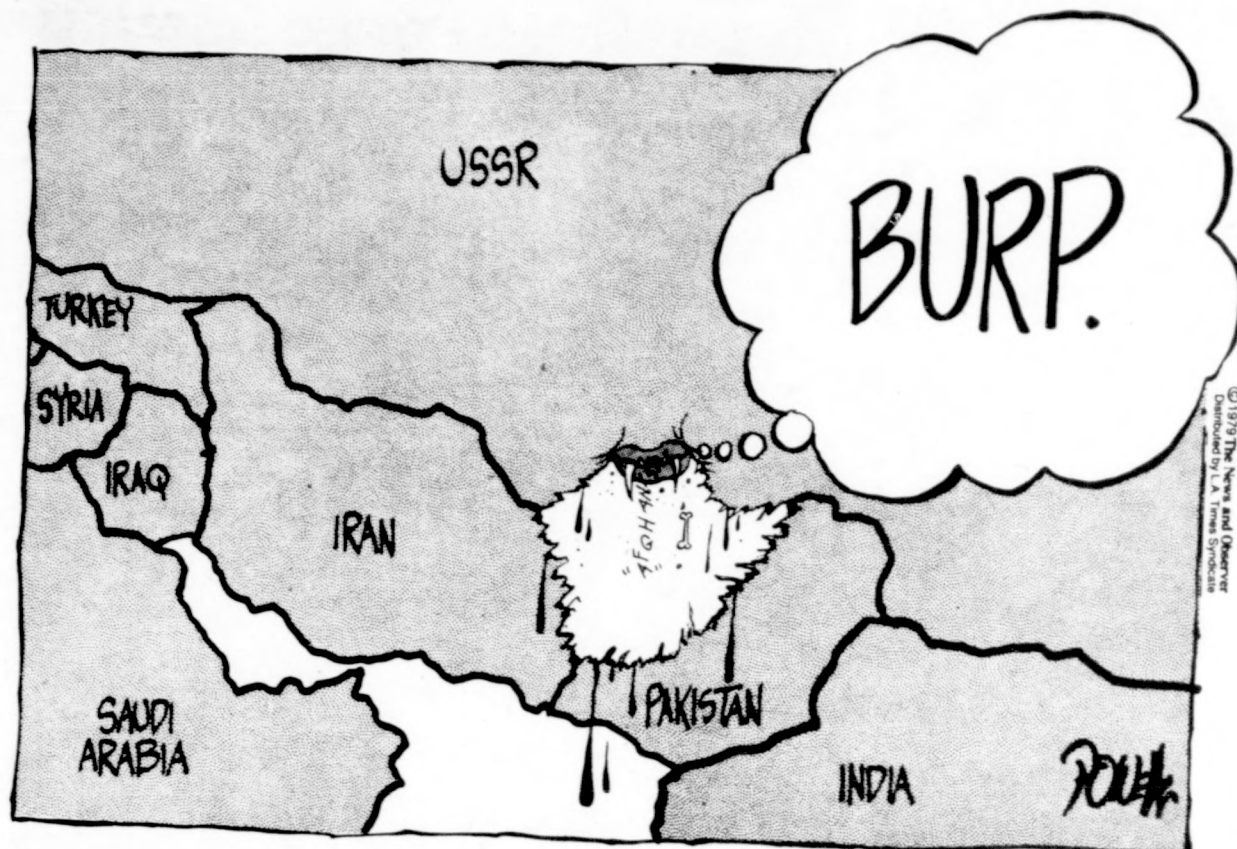 USSR
BURP.
TURKEY
SYRIA
IRAQ
IRAN
SAUDI
ARABIA
PAKISTAN
INDIA
©1979 The News and Observer
Distributed by L.A. Times Syndicate